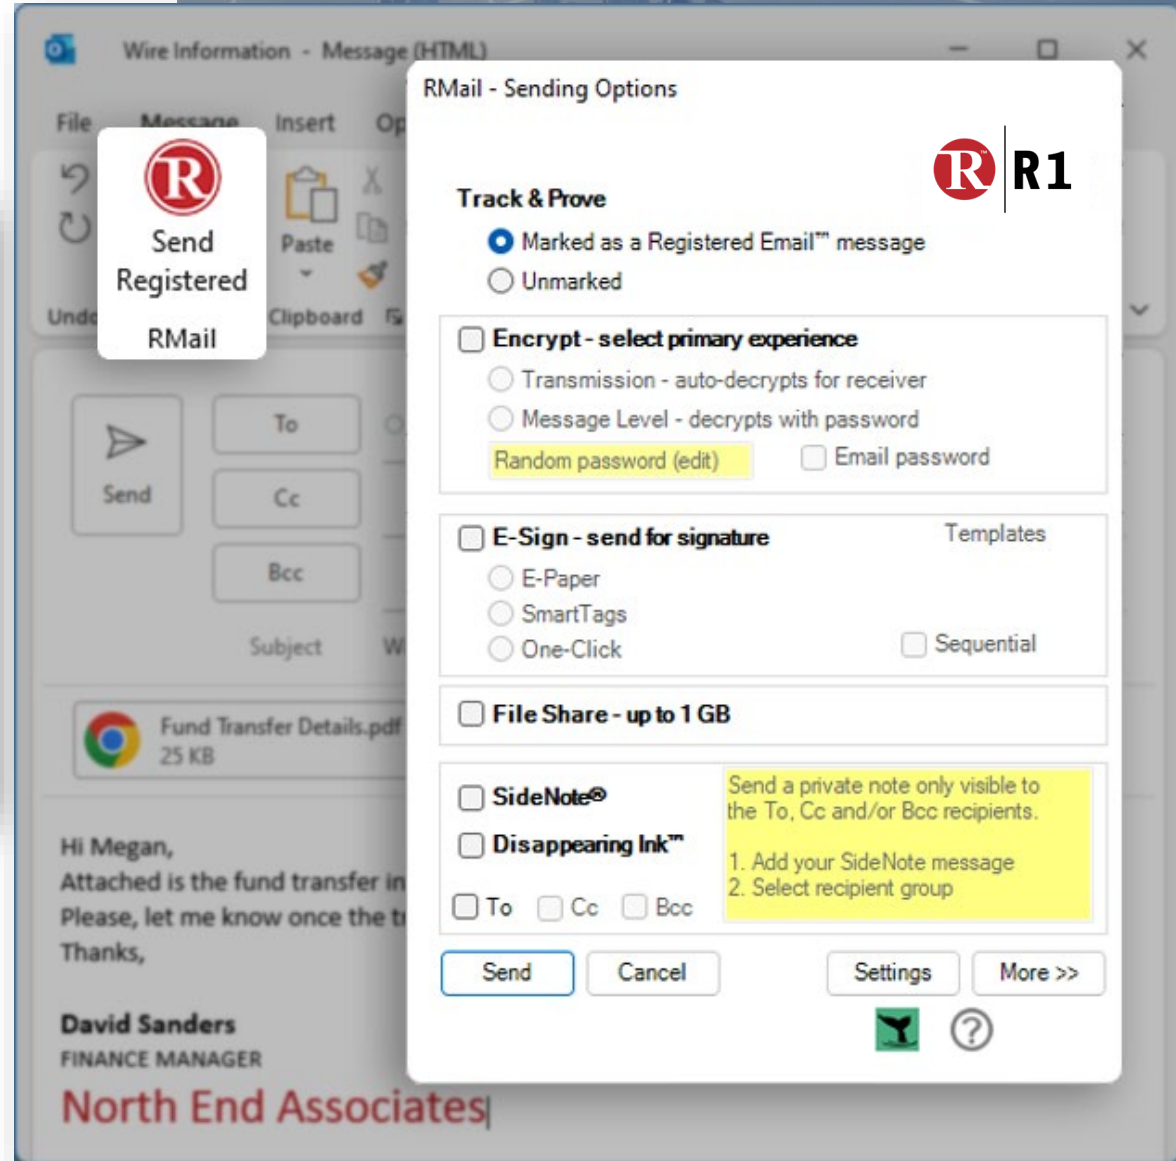 Wire Information - Message (HTML)
File Message Insert Op
R
Send
Registered
RMail
Paste
Undo
Clipboard
Send
To
Cc
Bcc
Subject
W
Fund Transfer Details.pdf
25 KB
Hi Megan,
Attached is the fund transfer in
Please, let me know once the t
Thanks,
David Sanders
FINANCE MANAGER
North End Associates
RMail - Sending Options
R™ R1
Track & Prove
Marked as a Registered Email™ message
Unmarked
Encrypt - select primary experience
Transmission - auto-decrypts for receiver
Message Level - decrypts with password
Random password (edit) Email password
E-Sign - send for signature Templates
E-Paper
SmartTags
One-Click Sequential
File Share - up to 1 GB
SideNote®
Disappearing Ink™
To Cc Bcc
Send a private note only visible to
the To, Cc and/or Bcc recipients.
1. Add your SideNote message
2. Select recipient group
Send Cancel Settings More >>
?